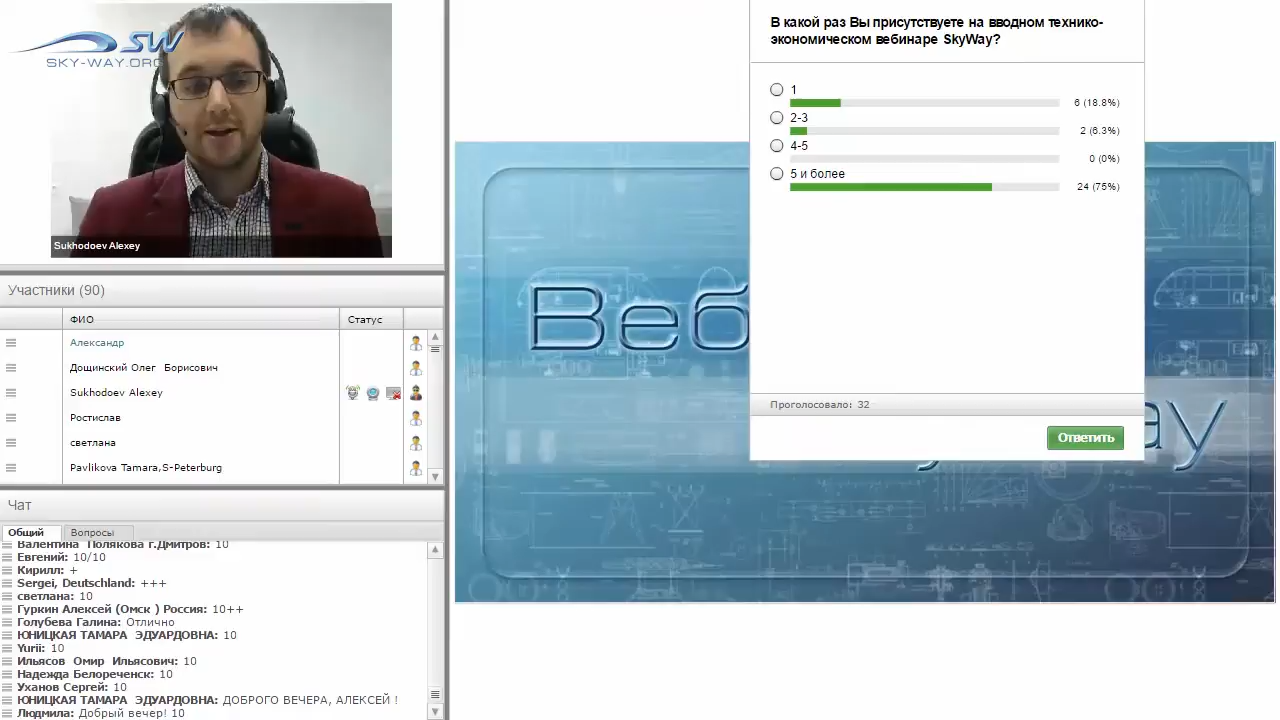 SW
SKY-WAY.ORG
Sukhodoev Alexey
Участники (90)
ФИО Статус
Александр
Дощинский Олег Борисович
Sukhodoev Alexey
Ростислав
светлана
Pavlikova Tamara,S-Peterburg
Чат
Общий Вопросы
Валентина Полякова г.Дмитров: 10
Евгений: 10/10
Кирилл: +
Sergei, Deutschland: +++
светлана: 10
Гуркин Алексей (Омск ) Россия: 10++
Голубева Галина: Отлично
ЮНИЦКАЯ ТАМАРА ЭДУАРДОВНА: 10
Yurii: 10
Ильясов Омир Ильясович: 10
Надежда Белореченск: 10
Уханов Сергей: 10
ЮНИЦКАЯ ТАМАРА ЭДУАРДОВНА: ДОБРОГО ВЕЧЕРА, АЛЕКСЕЙ !
Людмила: Добрый вечер! 10
В какой раз Вы присутствуете на вводном технико-
экономическом вебинаре SkyWay?
1
6 (18.8%)
2-3
2 (6.3%)
4-5
0 (0%)
5 и более
24 (75%)
Проголосовало: 32
Ответить
Веб
ay